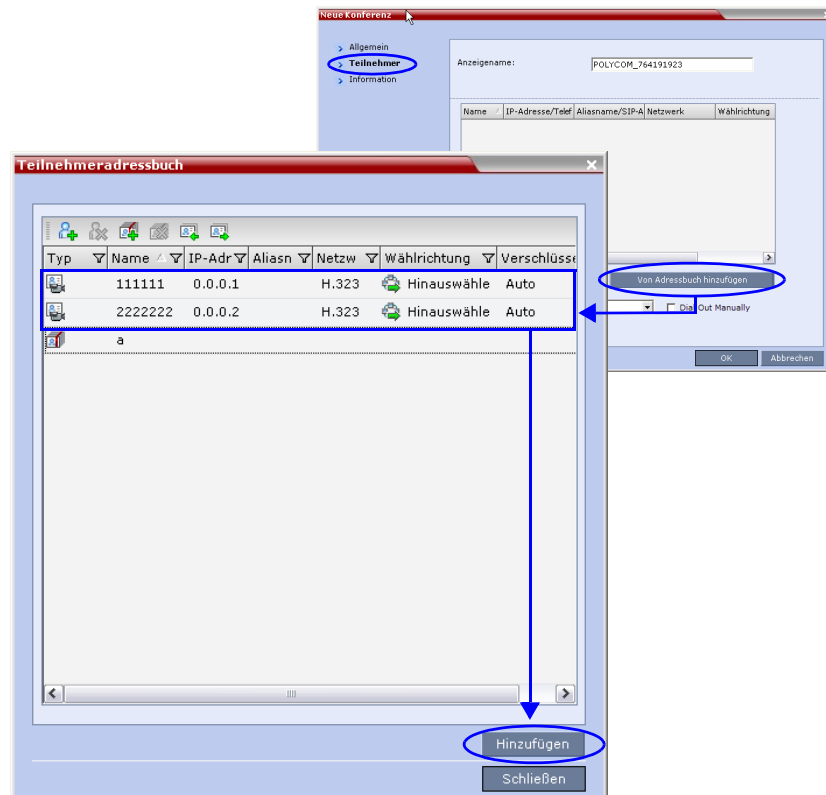 Neue Konferenz
Allgemein
Teilnehmer
Information
Anzeigename: POLYCOM_764191923
Name IP-Adresse/Telef Aliasname/SIP-A Netzwerk Wählrichtung
Von Adressbuch hinzufügen
Dial Out Manually
OK Abbrechen
Teilnehmeradressbuch
Typ Name IP-Adr Aliasn Netzw Wählrichtung Verschlüsse
111111 0.0.0.1 H.323 Hinauswähle Auto
2222222 0.0.0.2 H.323 Hinauswähle Auto
a
Hinzufügen
Schließen